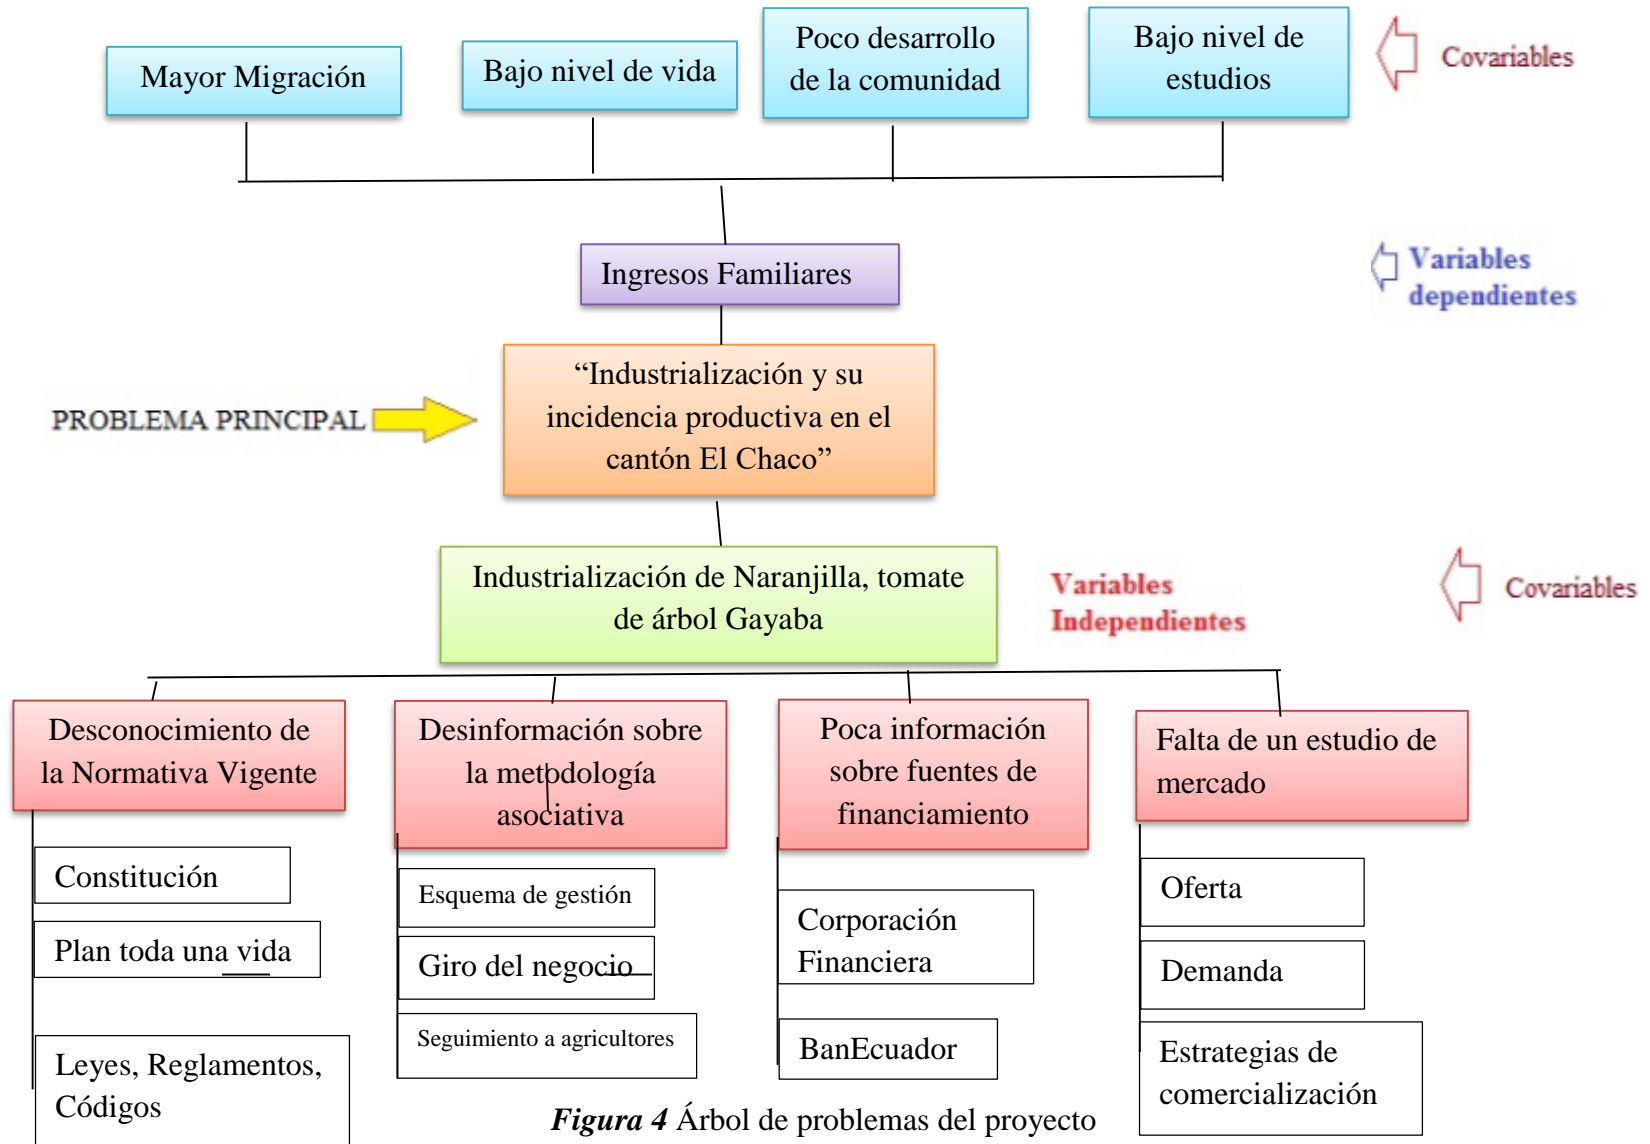 Mayor Migración
Bajo nivel de vida
Poco desarrollo
de la comunidad
Bajo nivel de
estudios
Covariables
Ingresos Familiares
Variables
dependientes
PROBLEMA PRINCIPAL
“Industrialización y su
incidencia productiva en el
cantón El Chaco”
Industrialización de Naranjilla, tomate
de árbol Gayaba
Variables
Independientes
Covariables
Desconocimiento de
la Normativa Vigente
Desinformación sobre
la metodología
asociativa
Poca información
sobre fuentes de
financiamiento
Falta de un estudio de
mercado
Constitución
Plan toda una vida
Leyes, Reglamentos,
Códigos
Esquema de gestión
Giro del negocio
Seguimiento a agricultores
Corporación
Financiera
BanEcuador
Oferta
Demanda
Estrategias de
comercialización
Figura 4 Árbol de problemas del proyecto